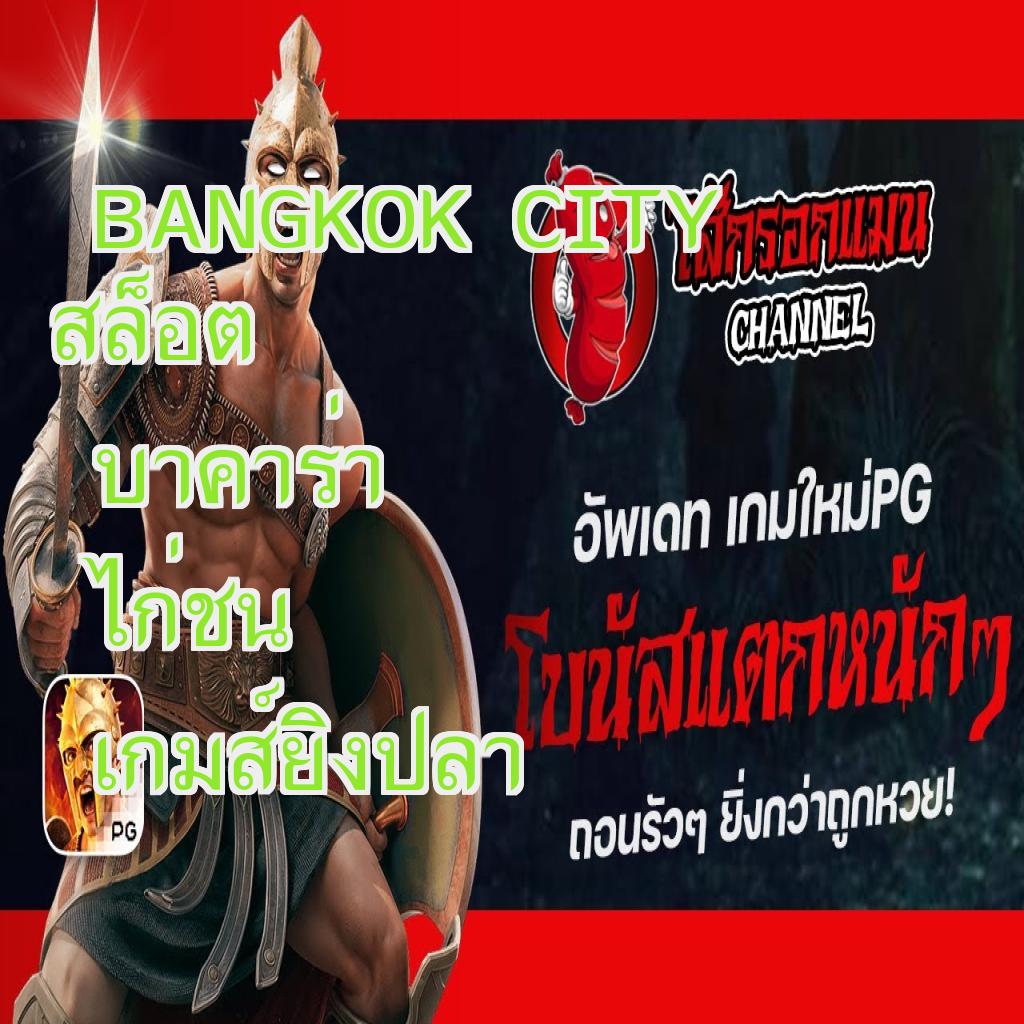 BANGKOK CITY
สล็อต
บาคาร่า
ไก่ชน
เกมส์ยิงปลา
ไส้กรอกแมน
CHANNEL
อัพเดท เกมใหม่PG
โบนัสแตกหนักๆ
ถอนรัวๆ ยิ่งกว่าถูกหวย!
PG